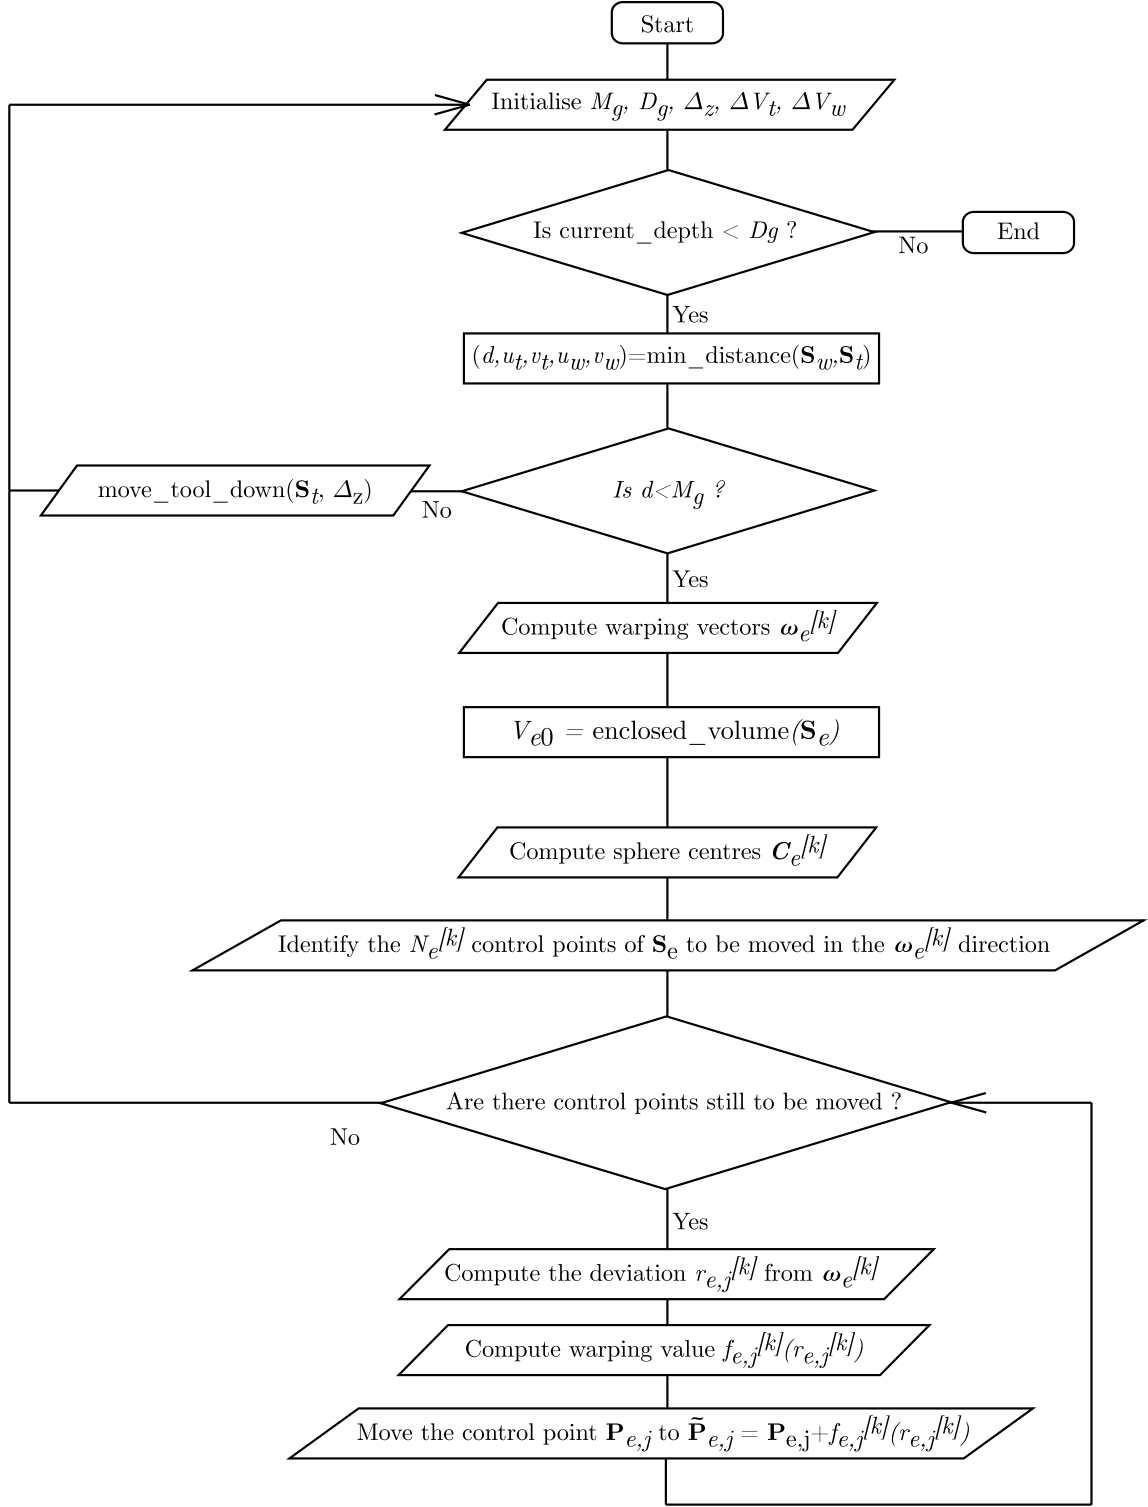 Start
Initialise M_g, D_g, Δ_z, ΔV_t, ΔV_w
Is current_depth < Dg ?
No
End
Yes
(d,u_t,v_t,u_w,v_w)=min_distance(S_w,S_t)
move_tool_down(S_t, Δ_z)
No
Is d<M_g ?
Yes
Compute warping vectors ω_e^[k]
V_e0 = enclosed_volume(S_e)
Compute sphere centres C_e^[k]
Identify the N_e^[k] control points of S_e to be moved in the ω_e^[k] direction
Are there control points still to be moved ?
No
Yes
Compute the deviation r_e,j^[k] from ω_e^[k]
Compute warping value f_e,j^[k](r_e,j^[k])
Move the control point P_e,j to P̃_e,j = P_e,j+f_e,j^[k](r_e,j^[k])